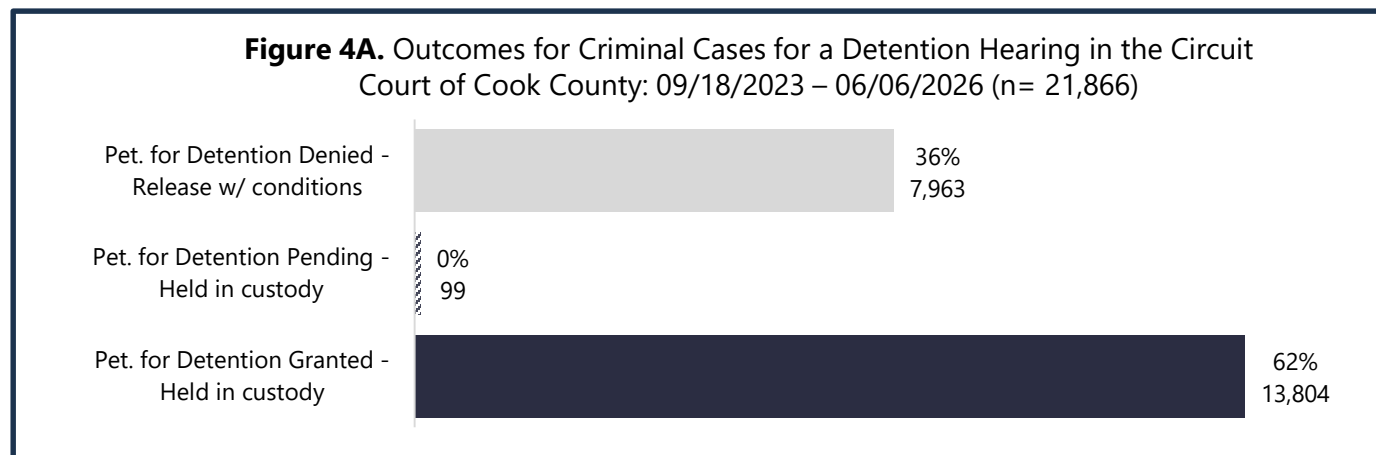 Figure 4A. Outcomes for Criminal Cases for a Detention Hearing in the Circuit
Court of Cook County: 09/18/2023 – 06/06/2026 (n= 21,866)
Pet. for Detention Denied -
Release w/ conditions
36%
7,963
Pet. for Detention Pending -
Held in custody
0%
99
Pet. for Detention Granted -
Held in custody
62%
13,804